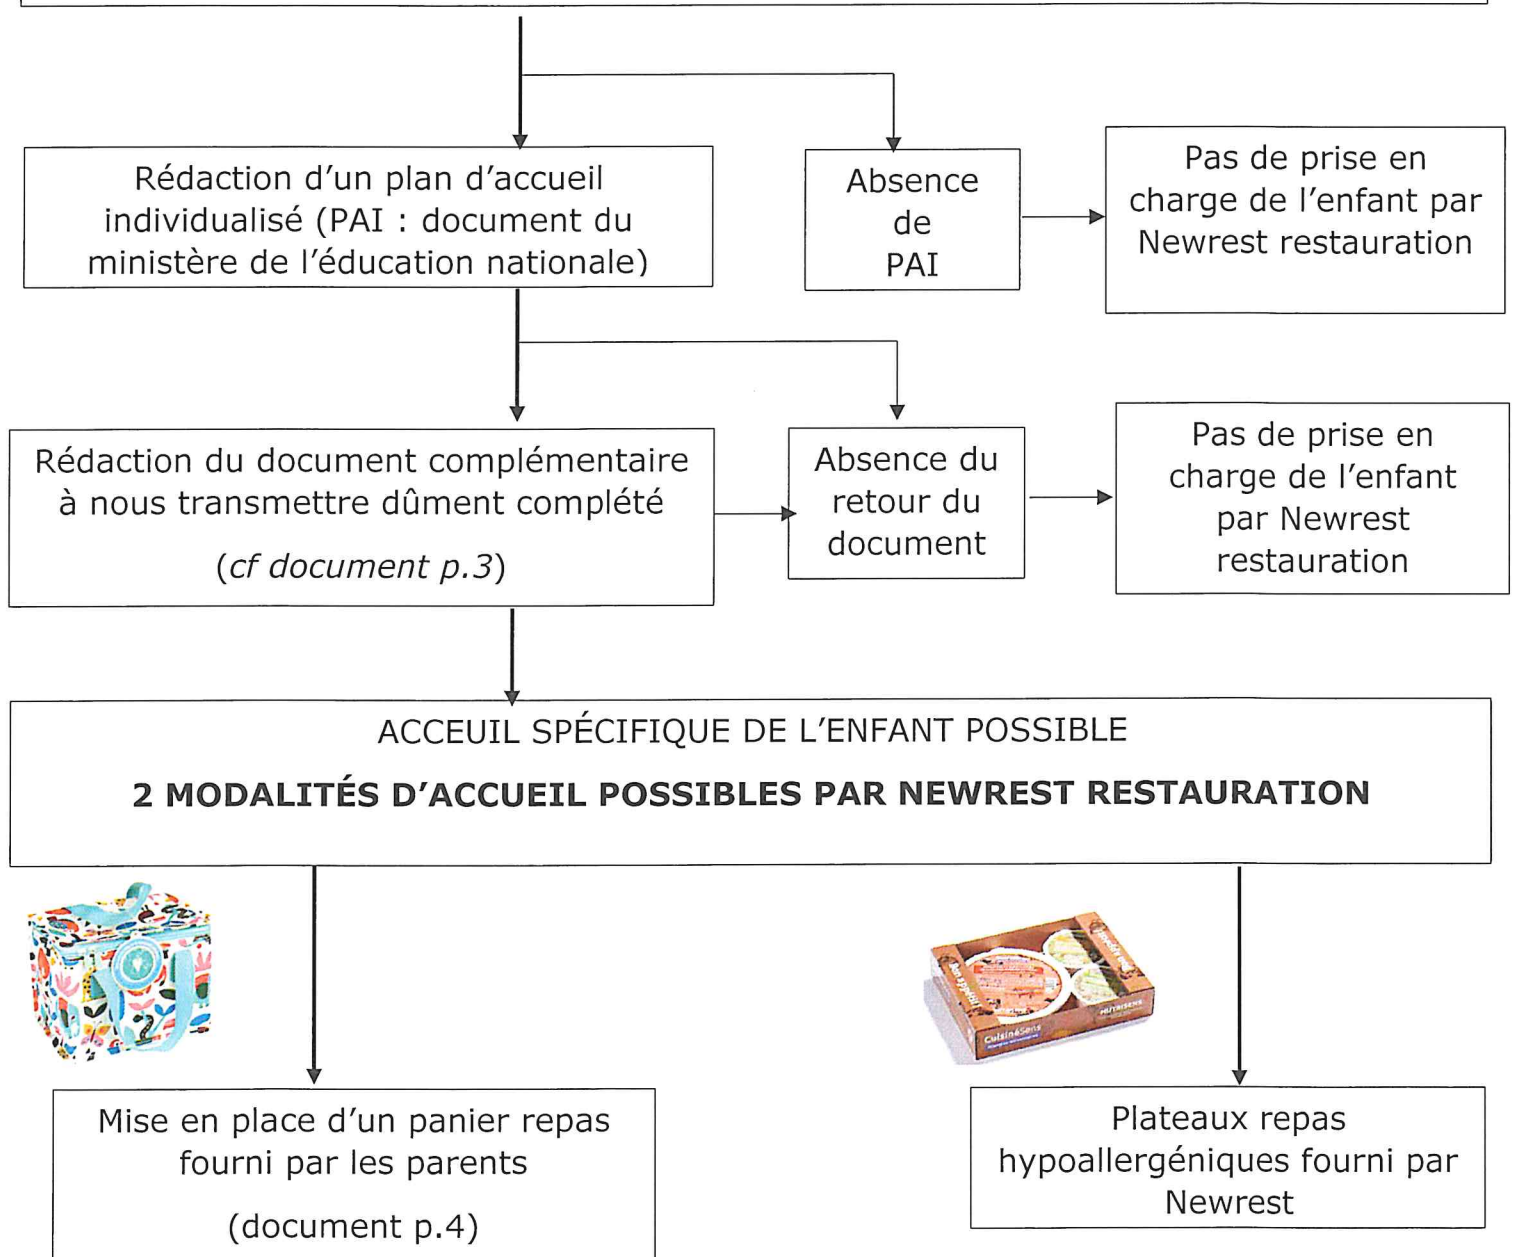 Rédaction d'un plan d'accueil
individualisé (PAI : document du
ministère de l'éducation nationale)
Absence
de
PAI
Pas de prise en
charge de l'enfant par
Newrest restauration
Rédaction du document complémentaire
à nous transmettre dûment complété
(cf document p.3)
Absence du
retour du
document
Pas de prise en
charge de l'enfant
par Newrest
restauration
ACCEUIL SPÉCIFIQUE DE L'ENFANT POSSIBLE
2 MODALITÉS D'ACCUEIL POSSIBLES PAR NEWREST RESTAURATION
Bon appétit
CuisinéSens
NUTRISENS
Mise en place d'un panier repas
fourni par les parents
(document p.4)
Plateaux repas
hypoallergéniques fourni par
Newrest